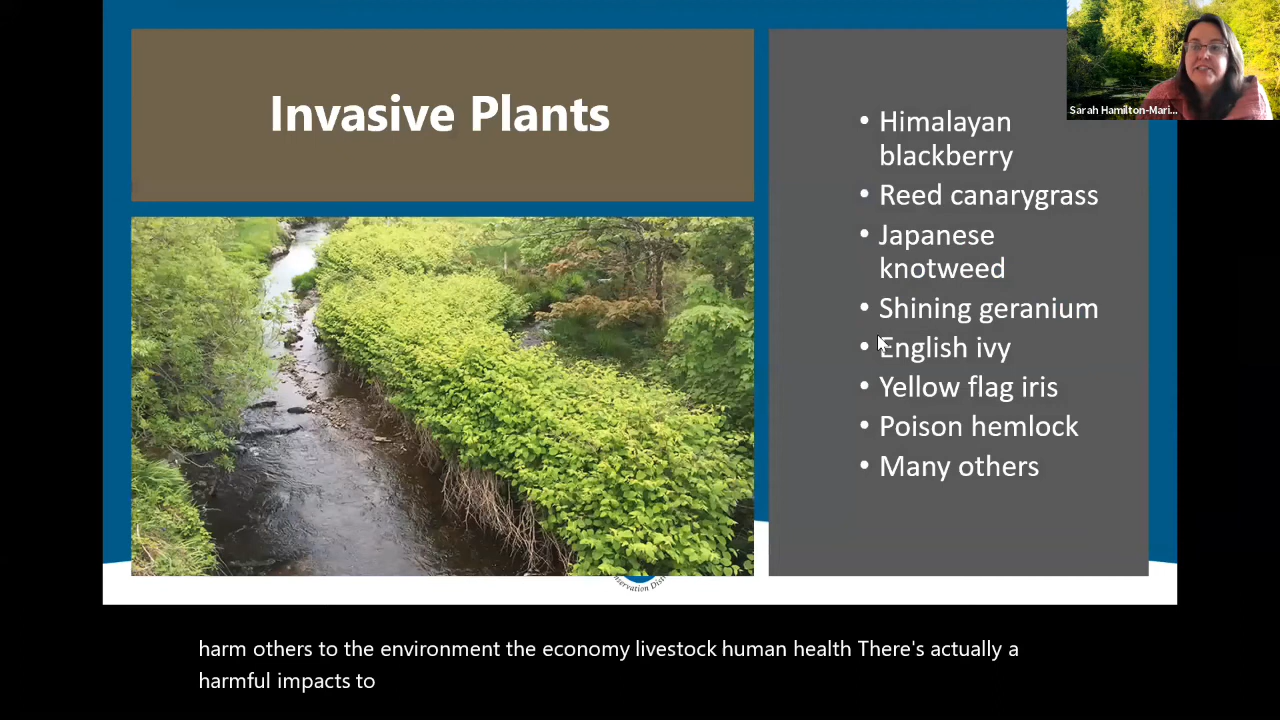 Invasive Plants
• Himalayan
blackberry
• Reed canarygrass
• Japanese
knotweed
• Shining geranium
• English ivy
• Yellow flag iris
• Poison hemlock
• Many others
Sarah Hamilton-Mari...
harm others to the environment the economy livestock human health There's actually a
harmful impacts to